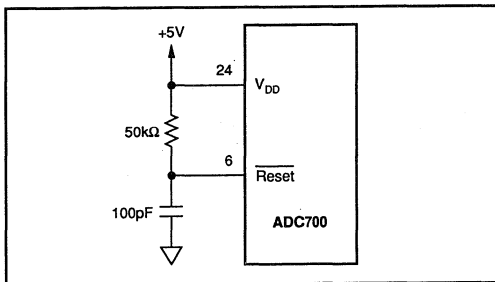 +5V
24
V_DD
50kΩ
6
Reset
100pF
ADC700